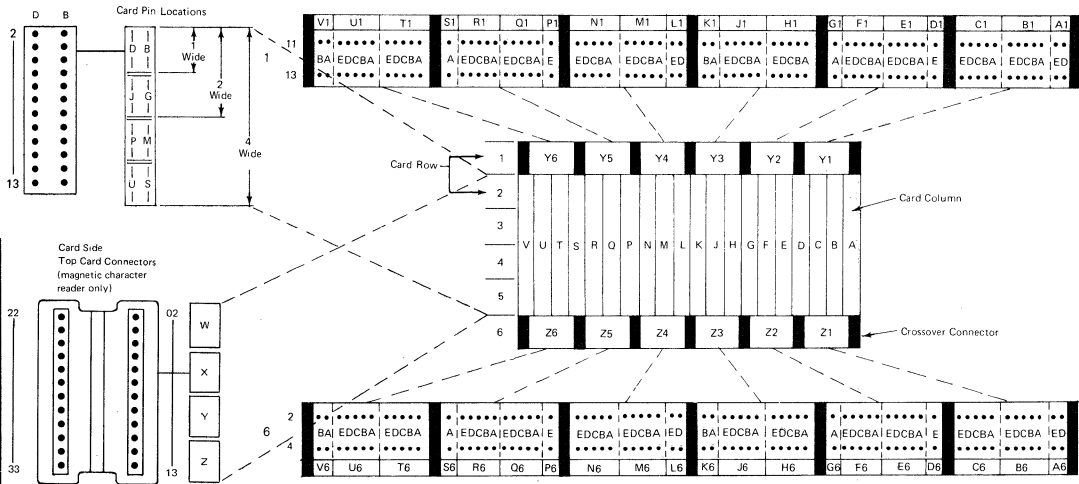 Card Pin Locations
D B
2
13
D B
J G
P M
U S
1
Wide
2
Wide
4
Wide
V1 U1 T1 S1 R1 Q1 P1 N1 M1 L1 K1 J1 H1 G1 F1 E1 D1 C1 B1 A1
11
1
BA EDCBA EDCBA A EDCBA EDCBA E EDCBA EDCBA ED BA EDCBA EDCBA A EDCBA EDCBA E EDCBA EDCBA ED
13
Card Row
1 Y6 Y5 Y4 Y3 Y2 Y1
2
3
4
5
6
V U T S R Q P N M L K J H G F E D C B A
Card Column
Z6 Z5 Z4 Z3 Z2 Z1
Crossover Connector
Card Side
Top Card Connectors
(magnetic character
reader only)
22
33
02
13
W
X
Y
Z
2
6
BA EDCBA EDCBA A EDCBA EDCBA E EDCBA EDCBA ED BA EDCBA EDCBA A EDCBA EDCBA E EDCBA EDCBA ED
4
V6 U6 T6 S6 R6 Q6 P6 N6 M6 L6 K6 J6 H6 G6 F6 E6 D6 C6 B6 A6